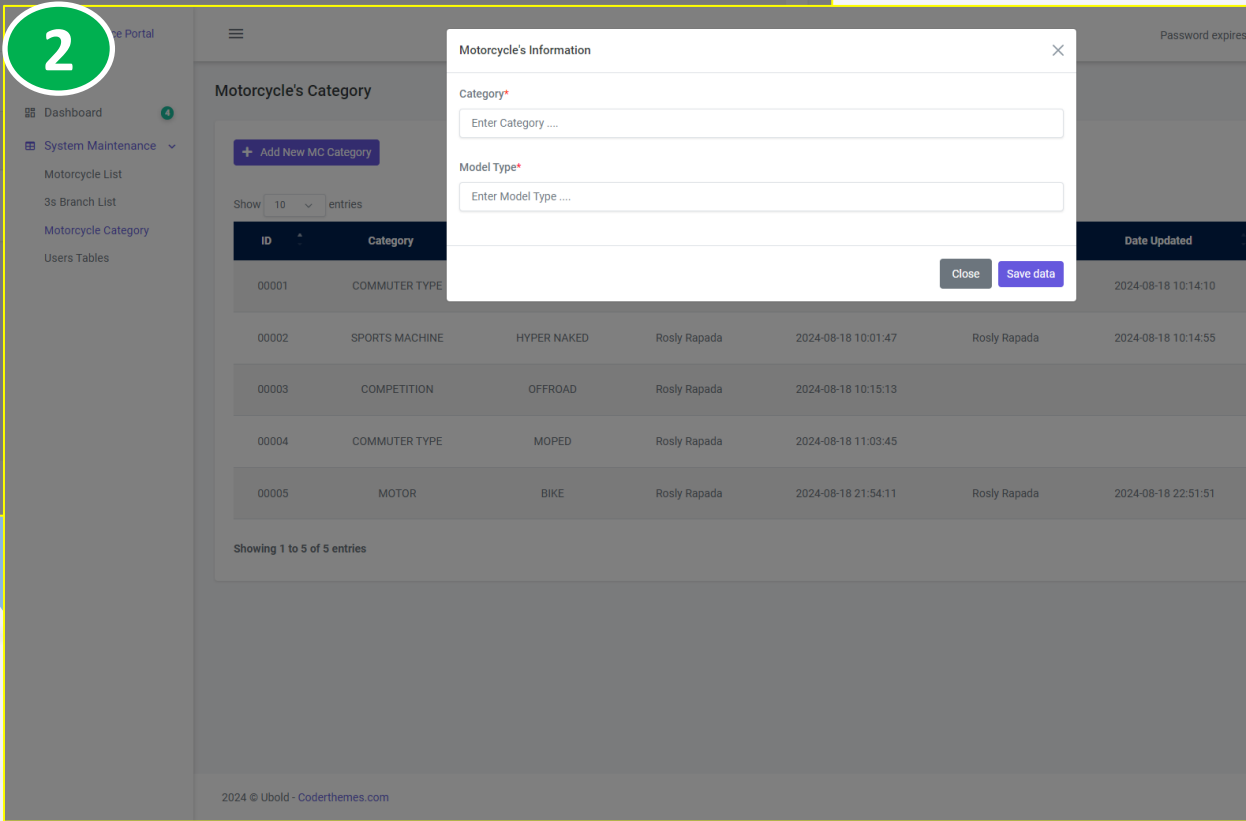 2
ce Portal
Password expires
Motorcycle's Information
Category*
Enter Category ....
Model Type*
Enter Model Type ....
Close Save data
Dashboard 4
System Maintenance
Motorcycle List
3s Branch List
Motorcycle Category
Users Tables
Motorcycle's Category
+ Add New MC Category
Show 10 entries
ID Category Date Updated
00001 COMMUTER TYPE 2024-08-18 10:14:10
00002 SPORTS MACHINE HYPER NAKED Rosly Rapada 2024-08-18 10:01:47 Rosly Rapada 2024-08-18 10:14:55
00003 COMPETITION OFFROAD Rosly Rapada 2024-08-18 10:15:13
00004 COMMUTER TYPE MOPED Rosly Rapada 2024-08-18 11:03:45
00005 MOTOR BIKE Rosly Rapada 2024-08-18 21:54:11 Rosly Rapada 2024-08-18 22:51:51
Showing 1 to 5 of 5 entries
2024 © Ubold - Coderthemes.com